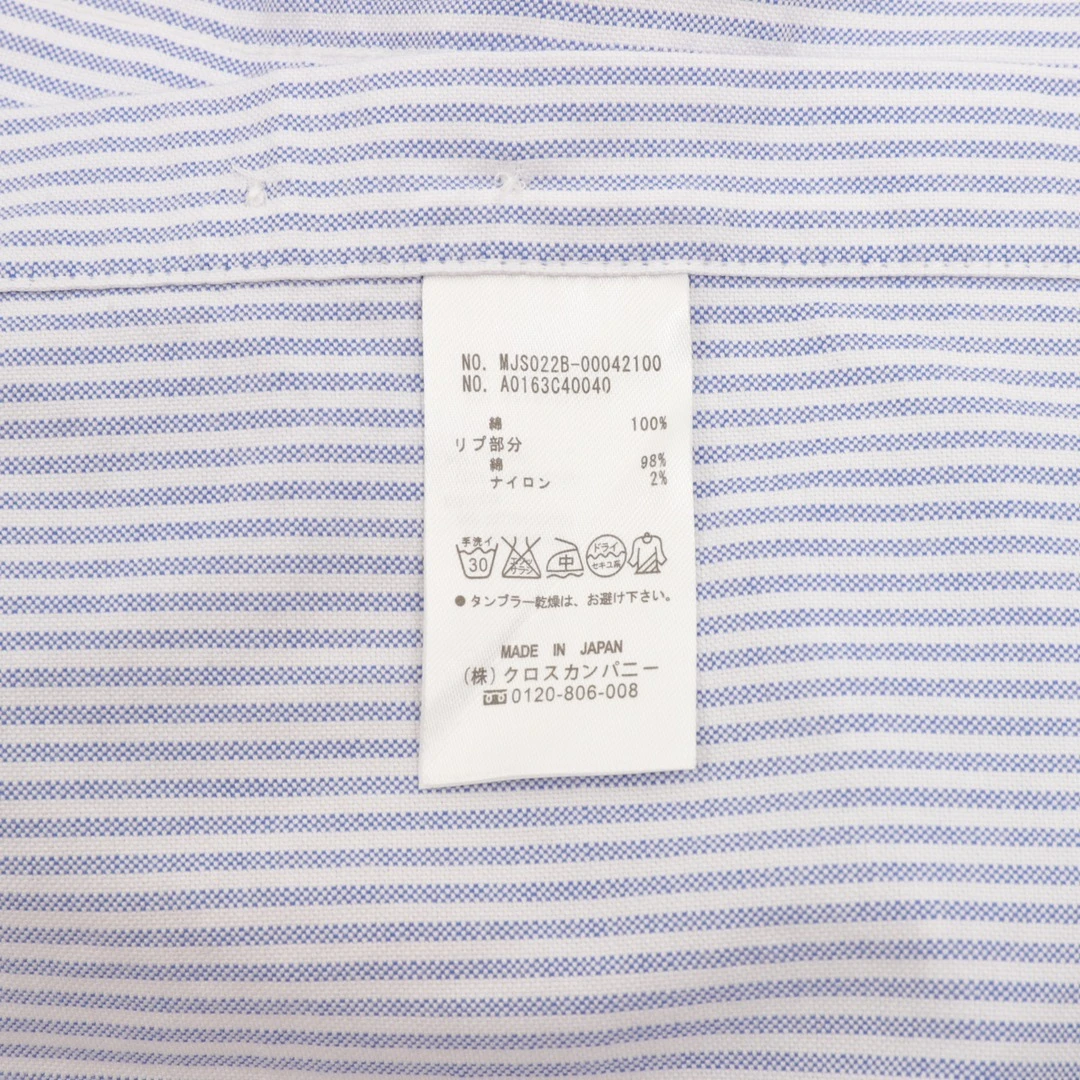 NO. MJS022B-00042100
NO. A0163C40040
綿 100%
リブ部分
綿 98%
ナイロン 2%
手洗イ 30 中 ドライ セキユ系
●タンブラー乾燥は、お避け下さい。
MADE IN JAPAN
(株)クロスカンパニー
0120-806-008